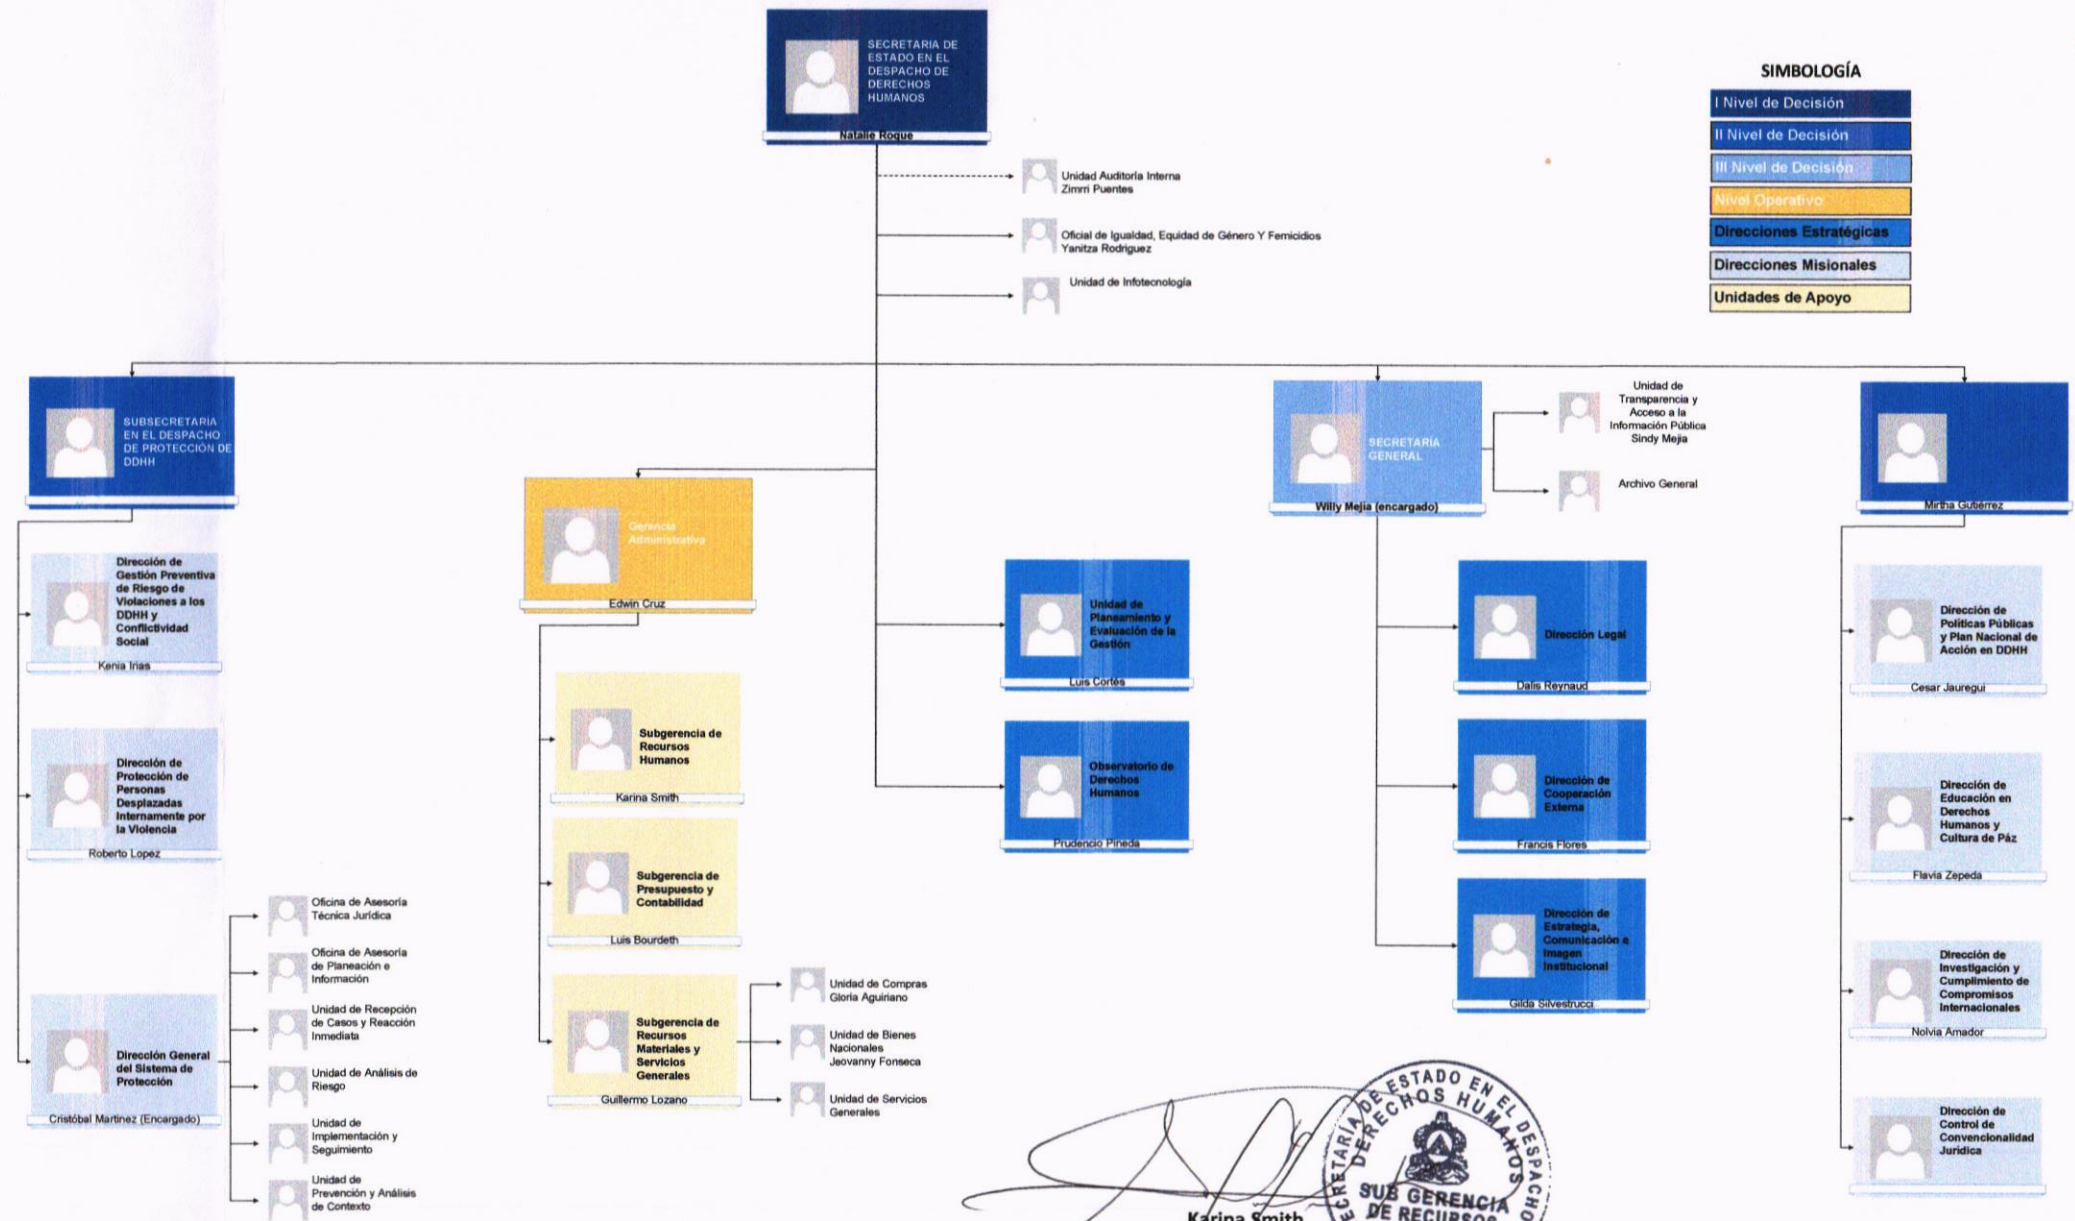 SECRETARIA DE
ESTADO EN EL
DESPACHO DE
DERECHOS
HUMANOS
Natalie Roque
Unidad Auditoría Interna
Zimrri Puentes
Oficial de Igualdad, Equidad de Género Y Femicidios
Yanitza Rodriguez
Unidad de Infotecnología
SIMBOLOGÍA
I Nivel de Decisión
II Nivel de Decisión
III Nivel de Decisión
Nivel Operativo
Direcciones Estratégicas
Direcciones Misionales
Unidades de Apoyo
SUBSECRETARIA
EN EL DESPACHO
DE PROTECCIÓN DE
DDHH
Dirección de
Gestión Preventiva
de Riesgo de
Violaciones a los
DDHH y
Conflictividad
Social
Kenia Irias
Dirección de
Protección de
Personas
Desplazadas
Internamente por
la Violencia
Roberto Lopez
Dirección General
del Sistema de
Protección
Cristóbal Martinez (Encargado)
Oficina de Asesoría
Técnica Jurídica
Oficina de Asesoría
de Planeación e
Información
Unidad de Recepción
de Casos y Reacción
Inmediata
Unidad de Análisis de
Riesgo
Unidad de
Implementación y
Seguimiento
Unidad de
Prevención y Análisis
de Contexto
Gerencia
Administrativa
Edwin Cruz
Subgerencia de
Recursos
Humanos
Karina Smith
Subgerencia de
Presupuesto y
Contabilidad
Luis Bourdeth
Subgerencia de
Recursos
Materiales y
Servicios
Generales
Guillermo Lozano
Unidad de Compras
Gloria Aguiriano
Unidad de Bienes
Nacionales
Jeovanny Fonseca
Unidad de Servicios
Generales
Unidad de
Planeamiento y
Evaluación de la
Gestión
Luis Cortés
Observatorio de
Derechos
Humanos
Prudencio Pineda
SECRETARÍA
GENERAL
Willy Mejia (encargado)
Unidad de
Transparencia y
Acceso a la
Información Pública
Sindy Mejia
Archivo General
Dirección Legal
Dalis Reynaud
Dirección de
Cooperación
Externa
Francis Flores
Dirección de
Estrategia,
Comunicación e
Imagen
Institucional
Gilda Silvestrucci
Mirtha Gutiérrez
Dirección de
Políticas Públicas
y Plan Nacional de
Acción en DDHH
Cesar Jauregui
Dirección de
Educación en
Derechos
Humanos y
Cultura de Páz
Flavia Zepeda
Dirección de
Investigación y
Cumplimiento de
Compromisos
Internacionales
Nolvia Amador
Dirección de
Control de
Convencionalidad
Jurídica
Karina Smith
SECRETARÍA DE ESTADO EN EL DESPACHO
DERECHOS HUMANOS
SUB GERENCIA
DE RECURSOS